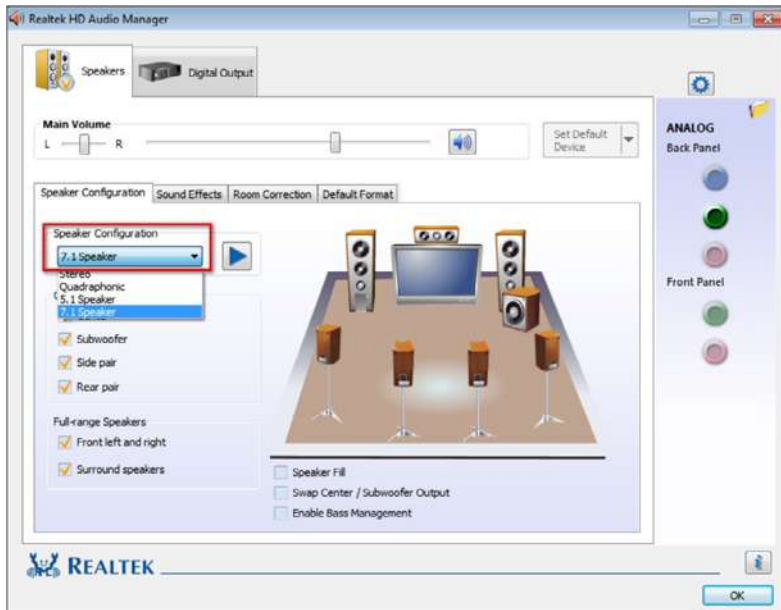 Realtek HD Audio Manager
Speakers
Digital Output
Main Volume
L
R
Set Default
Device
ANALOG
Back Panel
Speaker Configuration
Sound Effects
Room Correction
Default Format
Speaker Configuration
7.1 Speaker
Stereo
Quadraphonic
5.1 Speaker
7.1 Speaker
Subwoofer
Side pair
Rear pair
Front Panel
Full-range Speakers
Front left and right
Surround speakers
Speaker Fill
Swap Center / Subwoofer Output
Enable Bass Management
REALTEK
OK